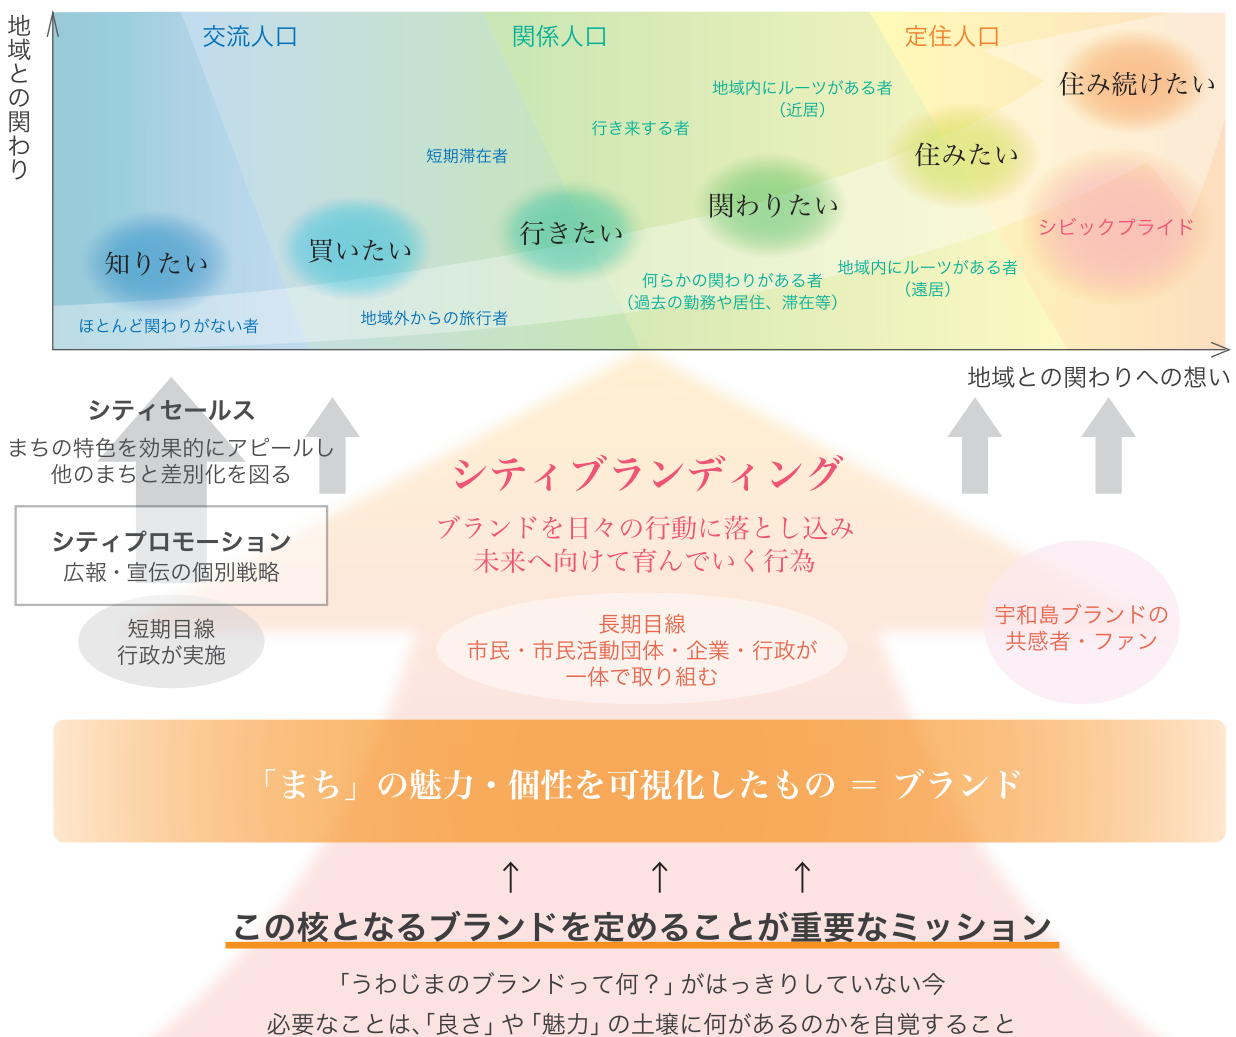 地域との関わり
交流人口
関係人口
定住人口
住み続けたい
地域内にルーツがある者
（近居）
行き来する者
短期滞在者
住みたい
関わりたい
行きたい
買いたい
知りたい
シビックプライド
地域内にルーツがある者
（遠居）
何らかの関わりがある者
（過去の勤務や居住、滞在等）
地域外からの旅行者
ほとんど関わりがない者
地域との関わりへの想い
シティセールス
まちの特色を効果的にアピールし
他のまちと差別化を図る
シティプロモーション
広報・宣伝の個別戦略
短期目線
行政が実施
シティブランディング
ブランドを日々の行動に落とし込み
未来へ向けて育んでいく行為
長期目線
市民・市民活動団体・企業・行政が
一体で取り組む
宇和島ブランドの
共感者・ファン
「まち」の魅力・個性を可視化したもの ＝ ブランド
↑ ↑ ↑
この核となるブランドを定めることが重要なミッション
「うわじまのブランドって何？」がはっきりしていない今
必要なことは、「良さ」や「魅力」の土壌に何があるのかを自覚すること